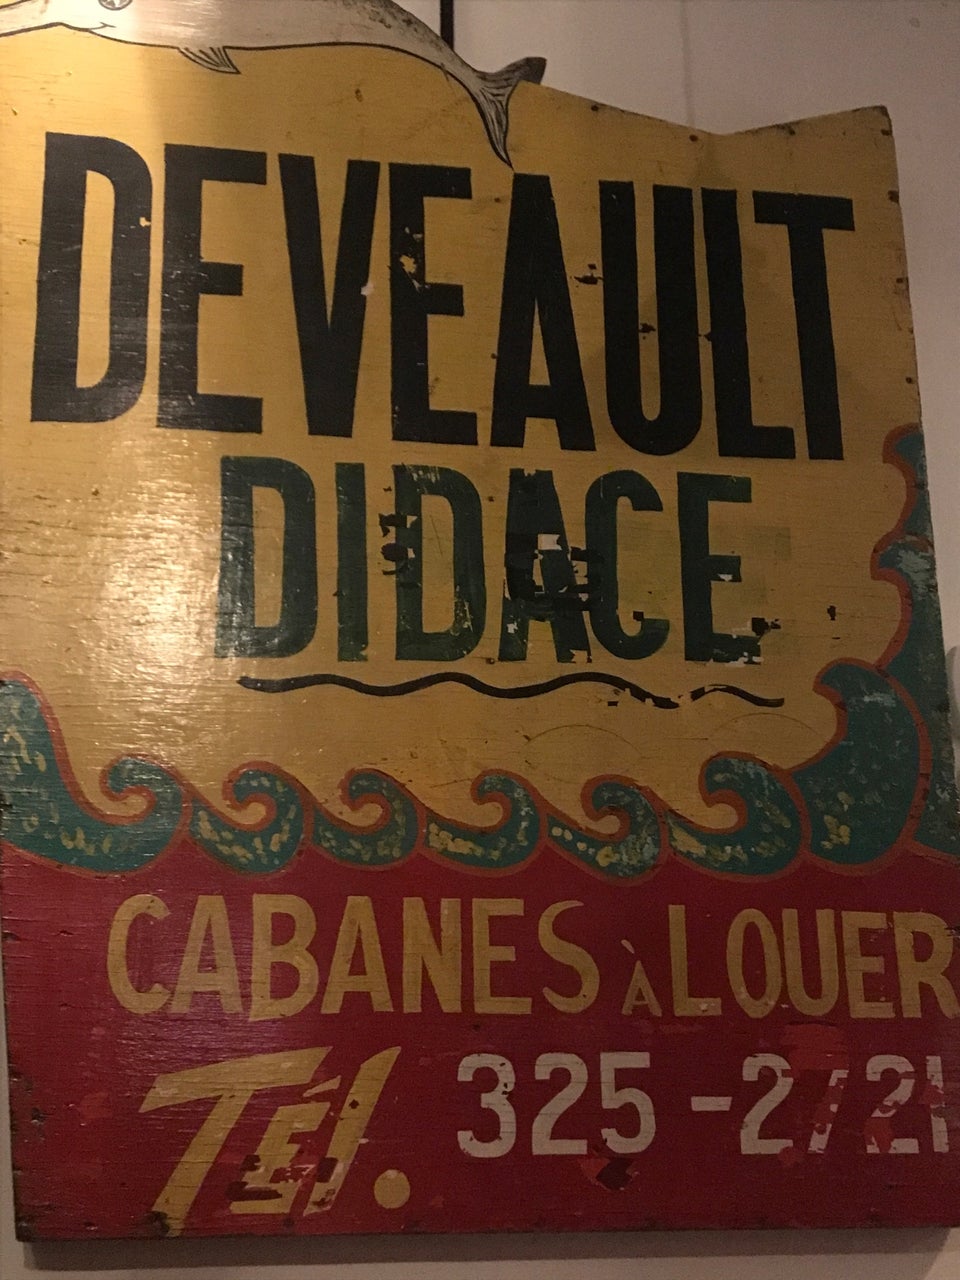 DEVEAULT
DIDACE
CABANES À LOUER
Tél. 325-2721